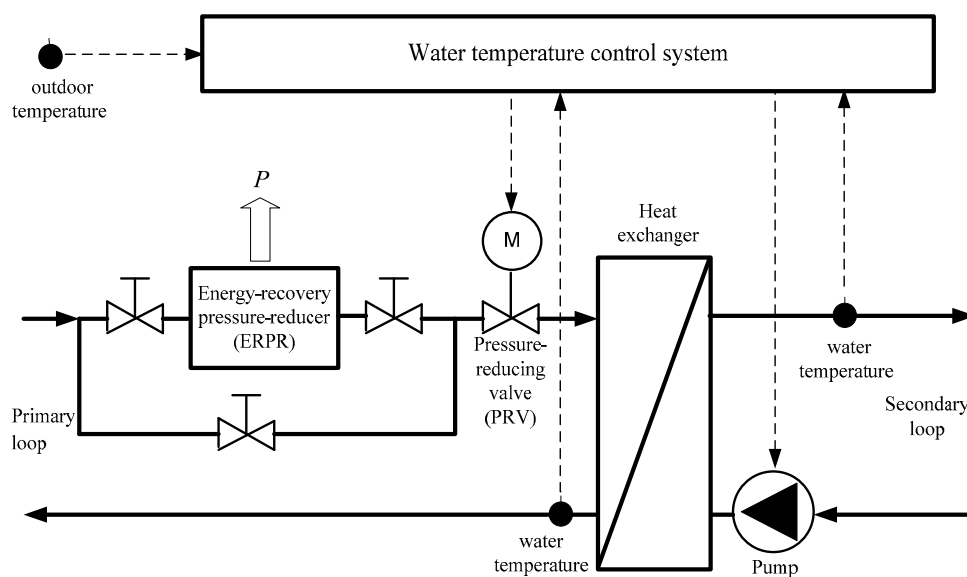 Water temperature control system
outdoor
temperature
P
M
Heat
exchanger
Energy-recovery
pressure-reducer
(ERPR)
Pressure-
reducing
valve
(PRV)
water
temperature
Primary
loop
Secondary
loop
water
temperature
Pump